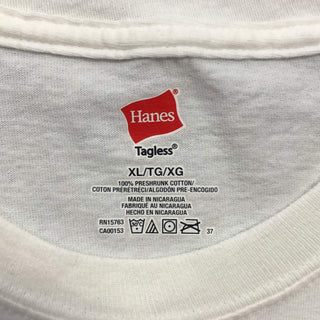 Hanes®
Tagless®
XL/TG/XG
100% PRESHRUNK COTTON/
COTON PRÉRÉTRÉCI/ALGODÓN PRE-ENCOGIDO
MADE IN NICARAGUA
FABRIQUÉ AU NICARAGUA
HECHO EN NICARAGUA
RN15763
CA00153
37